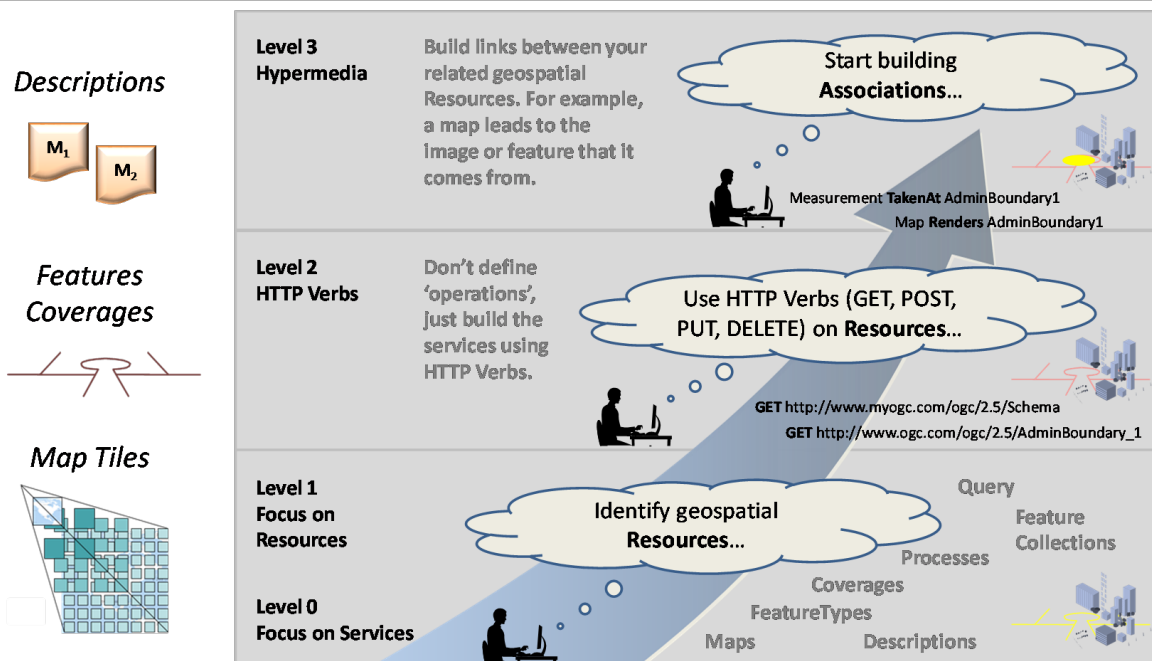 Descriptions
M1
M2
Features
Coverages
Map Tiles
Level 3
Hypermedia
Build links between your
related geospatial
Resources. For example,
a map leads to the
image or feature that it
comes from.
Start building
Associations…
Measurement TakenAt AdminBoundary1
Map Renders AdminBoundary1
Level 2
HTTP Verbs
Don’t define
‘operations’,
just build the
services using
HTTP Verbs.
Use HTTP Verbs (GET, POST,
PUT, DELETE) on Resources…
GET http://www.myogc.com/ogc/2.5/Schema
GET http://www.ogc.com/ogc/2.5/AdminBoundary_1
Level 1
Focus on
Resources
Identify geospatial
Resources…
Query
Feature
Collections
Processes
Coverages
FeatureTypes
Maps
Descriptions
Level 0
Focus on Services